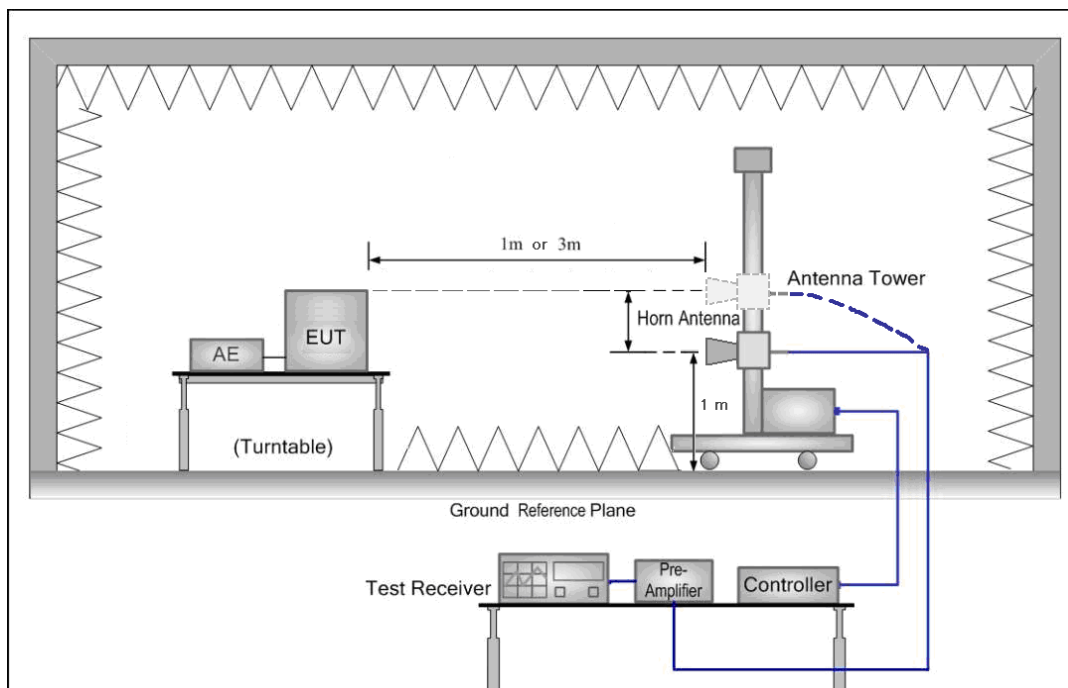 1m or 3m
Antenna Tower
Horn Antenna
EUT
AE
1 m
(Turntable)
Ground Reference Plane
Test Receiver
Pre-
Amplifier
Controller